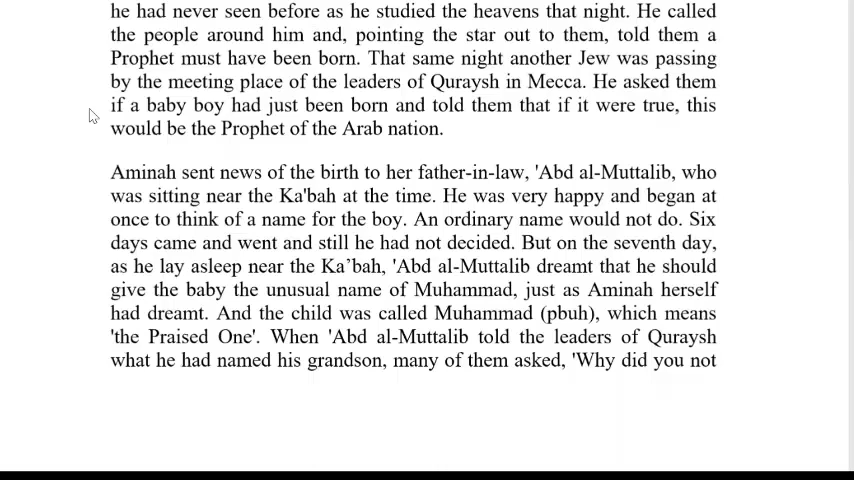 he had never seen before as he studied the heavens that night. He called
the people around him and, pointing the star out to them, told them a
Prophet must have been born. That same night another Jew was passing
by the meeting place of the leaders of Quraysh in Mecca. He asked them
if a baby boy had just been born and told them that if it were true, this
would be the Prophet of the Arab nation.
Aminah sent news of the birth to her father-in-law, 'Abd al-Muttalib, who
was sitting near the Ka'bah at the time. He was very happy and began at
once to think of a name for the boy. An ordinary name would not do. Six
days came and went and still he had not decided. But on the seventh day,
as he lay asleep near the Ka’bah, 'Abd al-Muttalib dreamt that he should
give the baby the unusual name of Muhammad, just as Aminah herself
had dreamt. And the child was called Muhammad (pbuh), which means
'the Praised One'. When 'Abd al-Muttalib told the leaders of Quraysh
what he had named his grandson, many of them asked, 'Why did you not